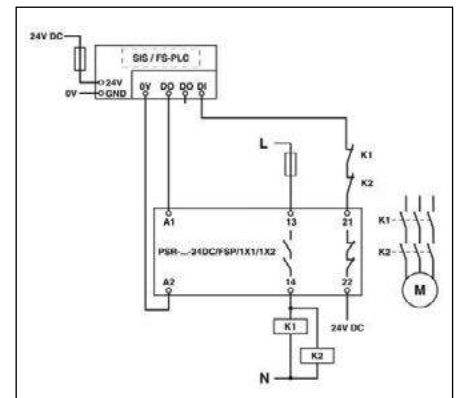 24V DC
SIS / FS-PLC
24V
0V GND
0V DO DO DI
L
K1
K2
A1 13 21
PSR-...-24DC/FSP/1X1/1X2
K1
K2
M
A2 14 22
K1
24V DC
K2
N